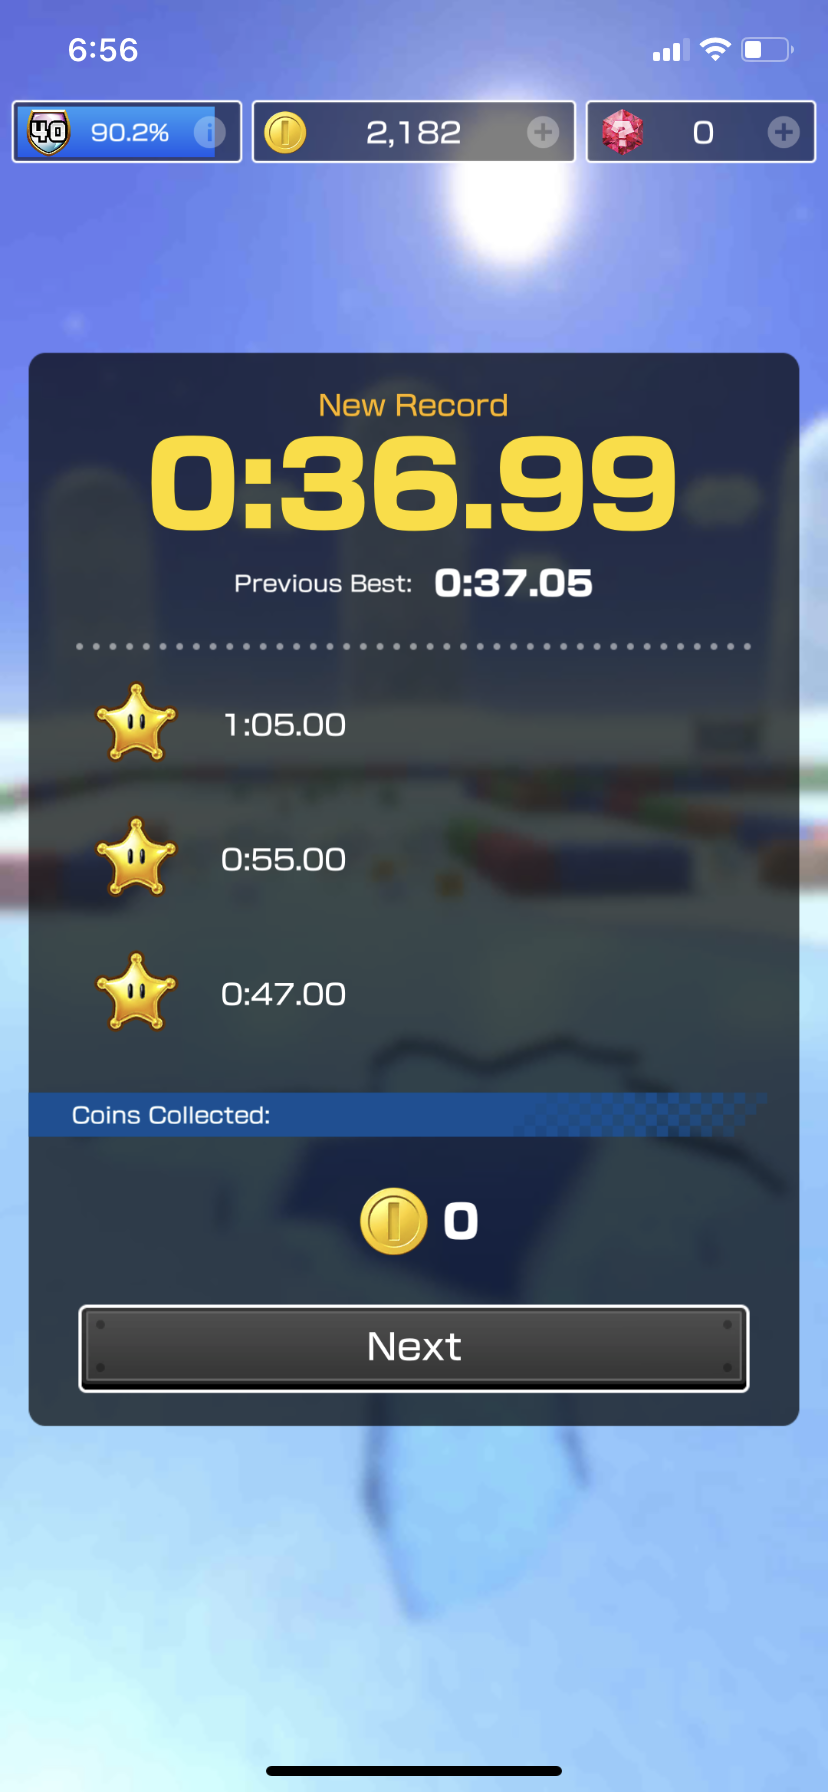 6:56
40 90.2% i 2,182 + ? 0 +
New Record
0:36.99
Previous Best: 0:37.05
1:05.00
0:55.00
0:47.00
Coins Collected:
0
Next